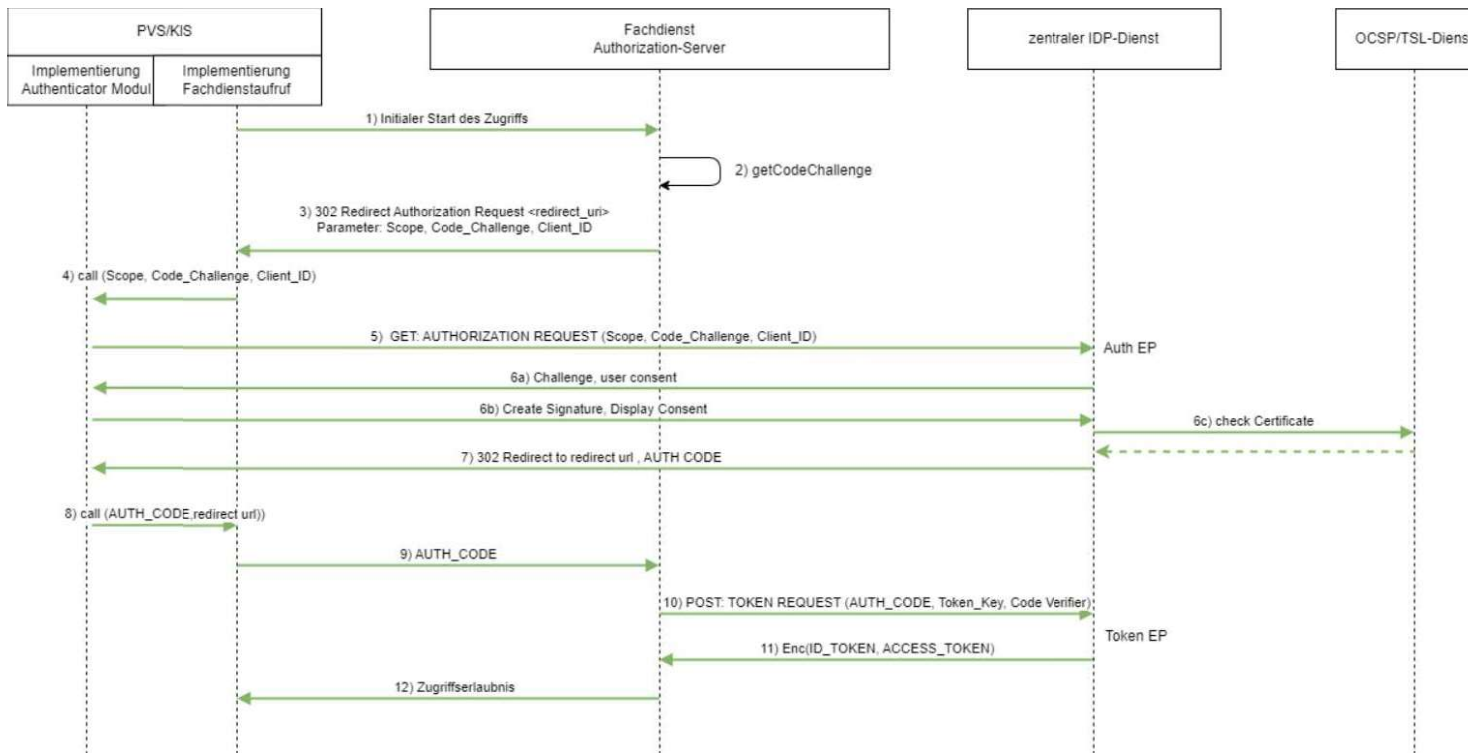 PVS/KIS
Fachdienst
Authorization-Server
zentraler IDP-Dienst
OCSP/TSL-Diens
Implementierung
Authenticator Modul
Implementierung
Fachdienstaufruf
1) Initialer Start des Zugriffs
2) getCodeChallenge
3) 302 Redirect Authorization Request <redirect_uri>
Parameter: Scope, Code_Challenge, Client_ID
4) call (Scope, Code_Challenge, Client_ID)
5) GET: AUTHORIZATION REQUEST (Scope, Code_Challenge, Client_ID)
Auth EP
6a) Challenge, user consent
6b) Create Signature, Display Consent
6c) check Certificate
7) 302 Redirect to redirect url , AUTH CODE
8) call (AUTH_CODE,redirect url))
9) AUTH_CODE
10) POST: TOKEN REQUEST (AUTH_CODE, Token_Key, Code Verifier)
Token EP
11) Enc(ID_TOKEN, ACCESS_TOKEN)
12) Zugriffserlaubnis